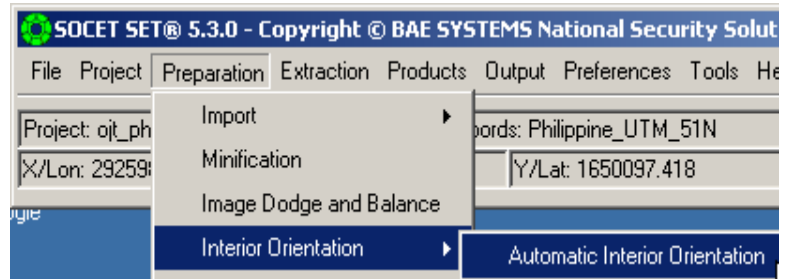 SOCET SET® 5.3.0 - Copyright © BAE SYSTEMS National Security Solut
File Project Preparation Extraction Products Output Preferences Tools He
Project: ojt_ph
Import
oords: Philippine_UTM_51N
X/Lon: 29259
Minification
Y/Lat: 1650097.418
Image Dodge and Balance
ogle
Interior Orientation
Automatic Interior Orientation